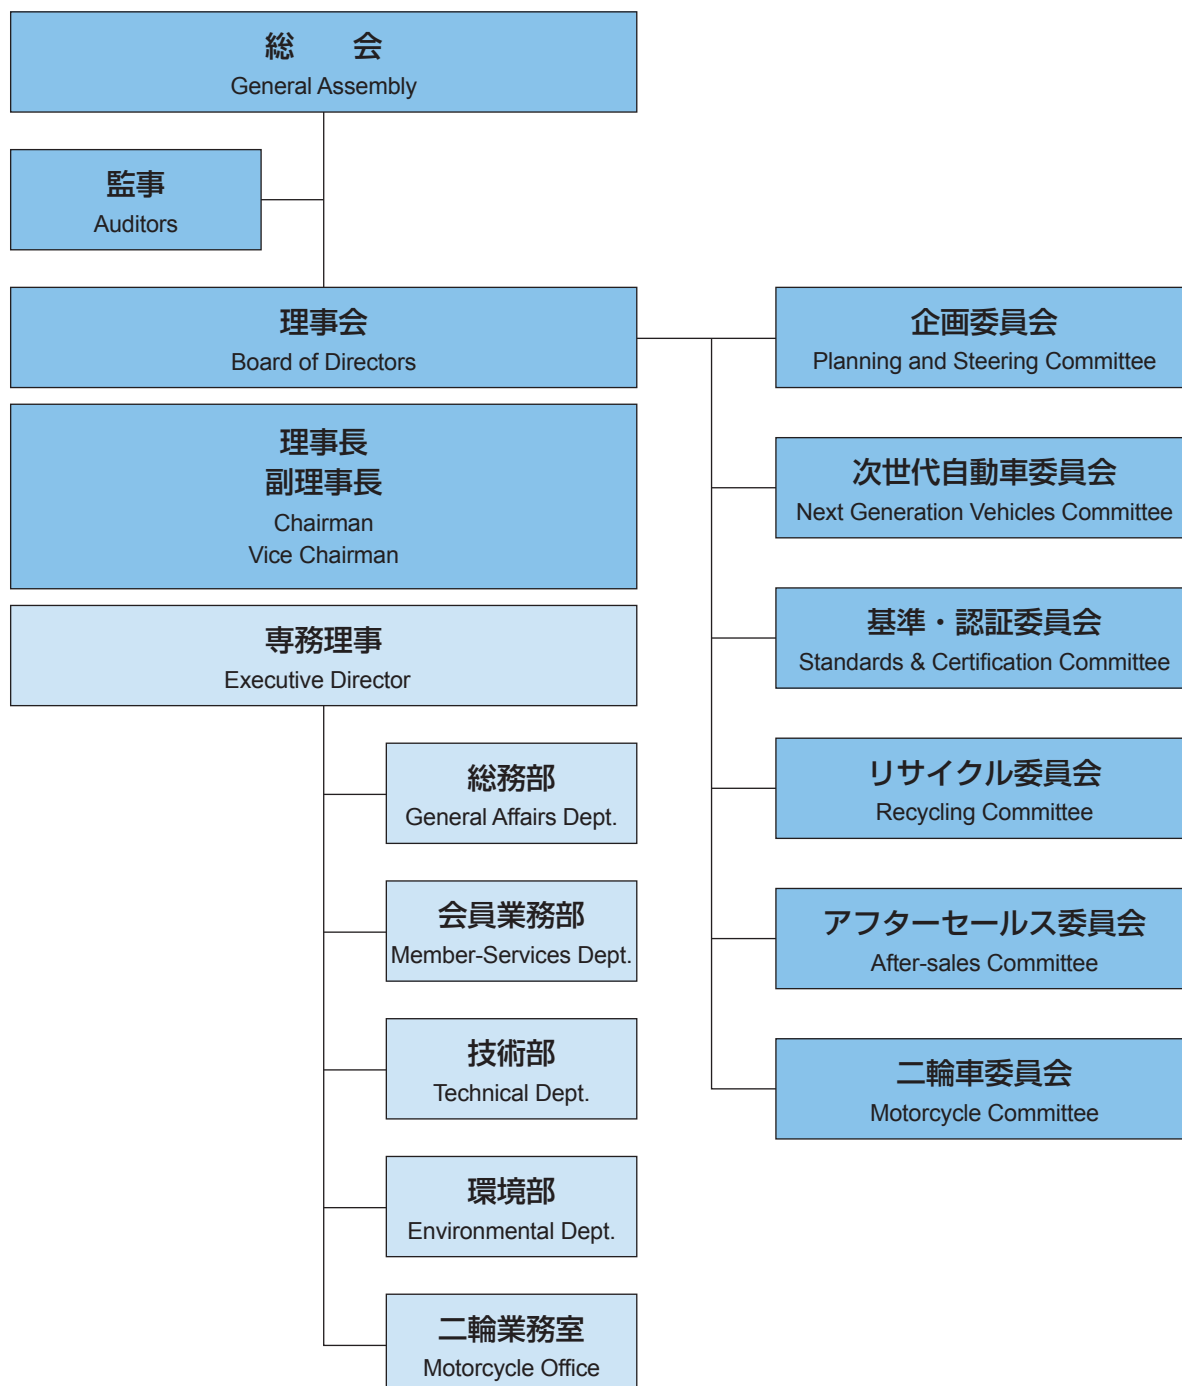 総　会
General Assembly
監事
Auditors
理事会
Board of Directors
理事長
副理事長
Chairman
Vice Chairman
専務理事
Executive Director
総務部
General Affairs Dept.
会員業務部
Member-Services Dept.
技術部
Technical Dept.
環境部
Environmental Dept.
二輪業務室
Motorcycle Office
企画委員会
Planning and Steering Committee
次世代自動車委員会
Next Generation Vehicles Committee
基準・認証委員会
Standards & Certification Committee
リサイクル委員会
Recycling Committee
アフターセールス委員会
After-sales Committee
二輪車委員会
Motorcycle Committee